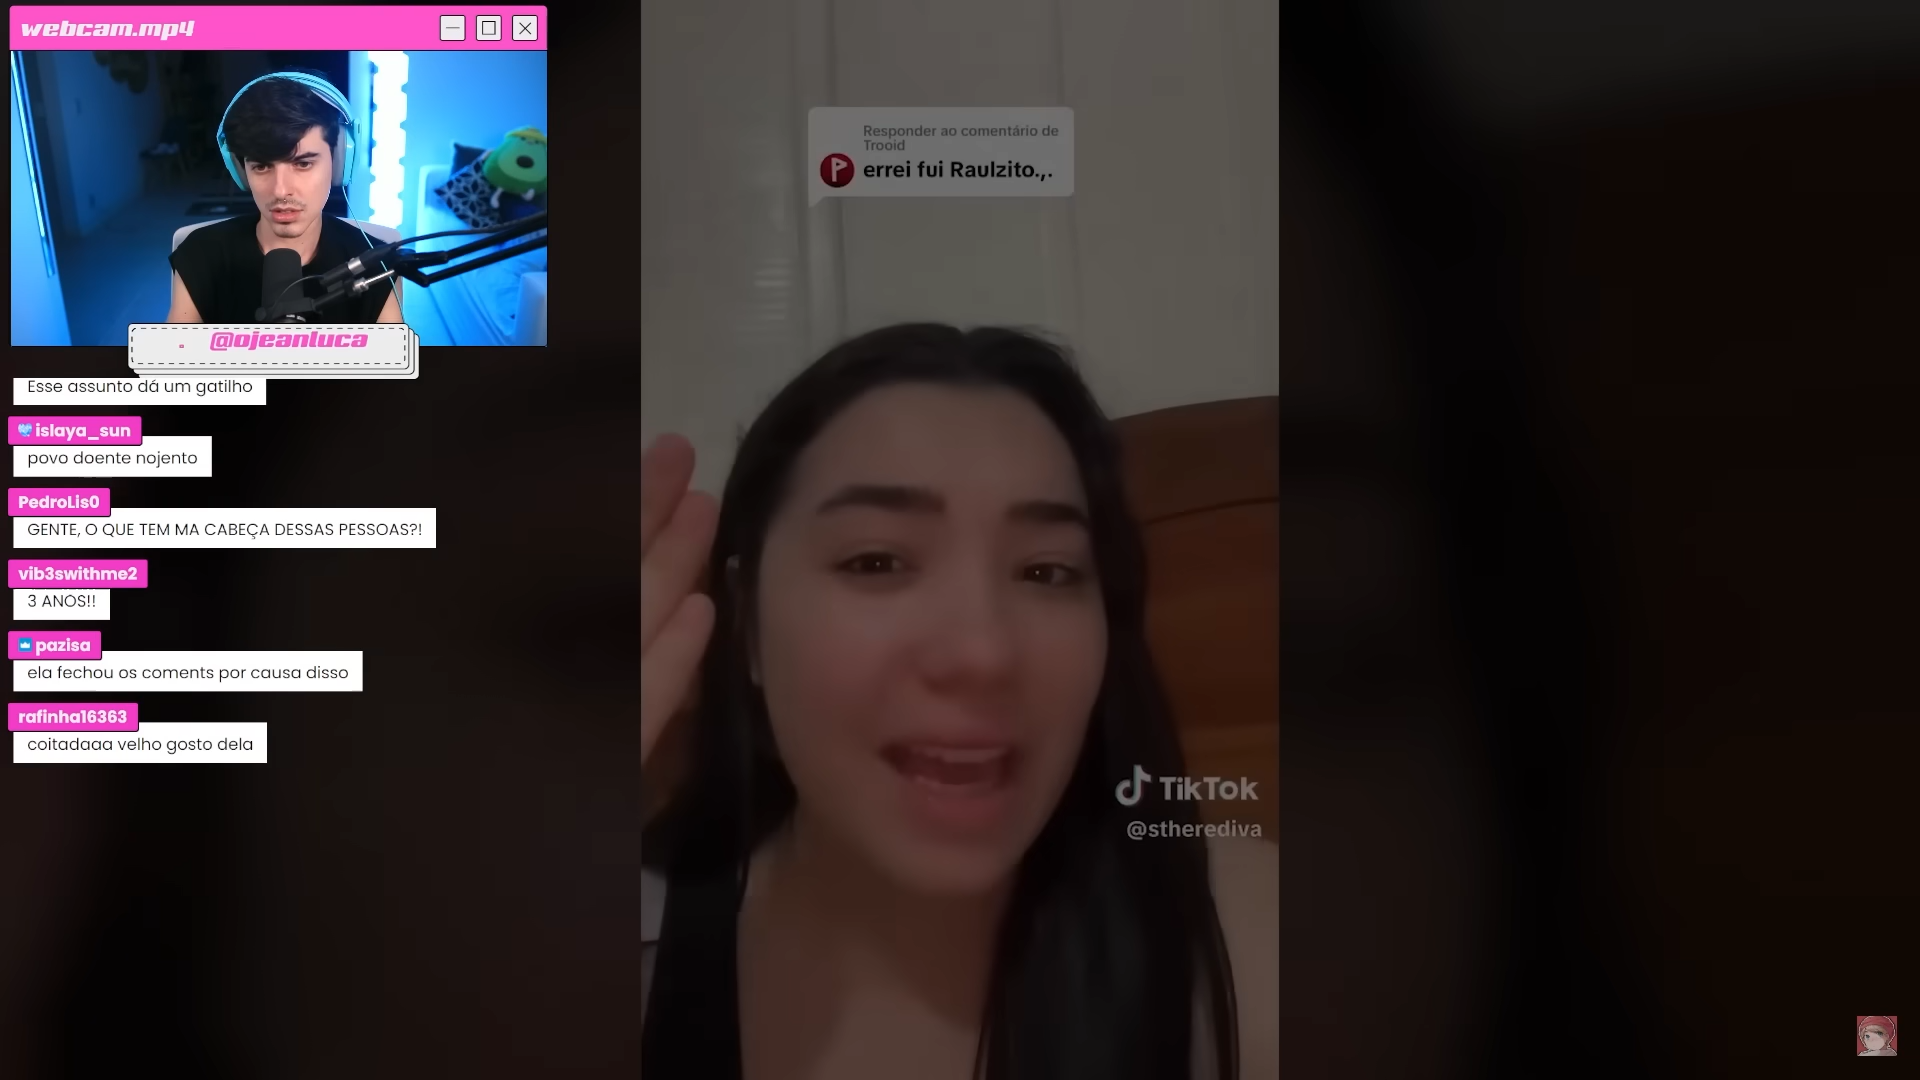 webcam.mp4
@ojeanluca
Esse assunto dá um gatilho
islaya_sun
povo doente nojento
PedroLis0
GENTE, O QUE TEM MA CABEÇA DESSAS PESSOAS?!
vib3swithme2
3 ANOS!!
pazisa
ela fechou os coments por causa disso
rafinha16363
coitadaaa velho gosto dela
Responder ao comentário de
Trooid
errei fui Raulzito.,.
TikTok
@stherediva